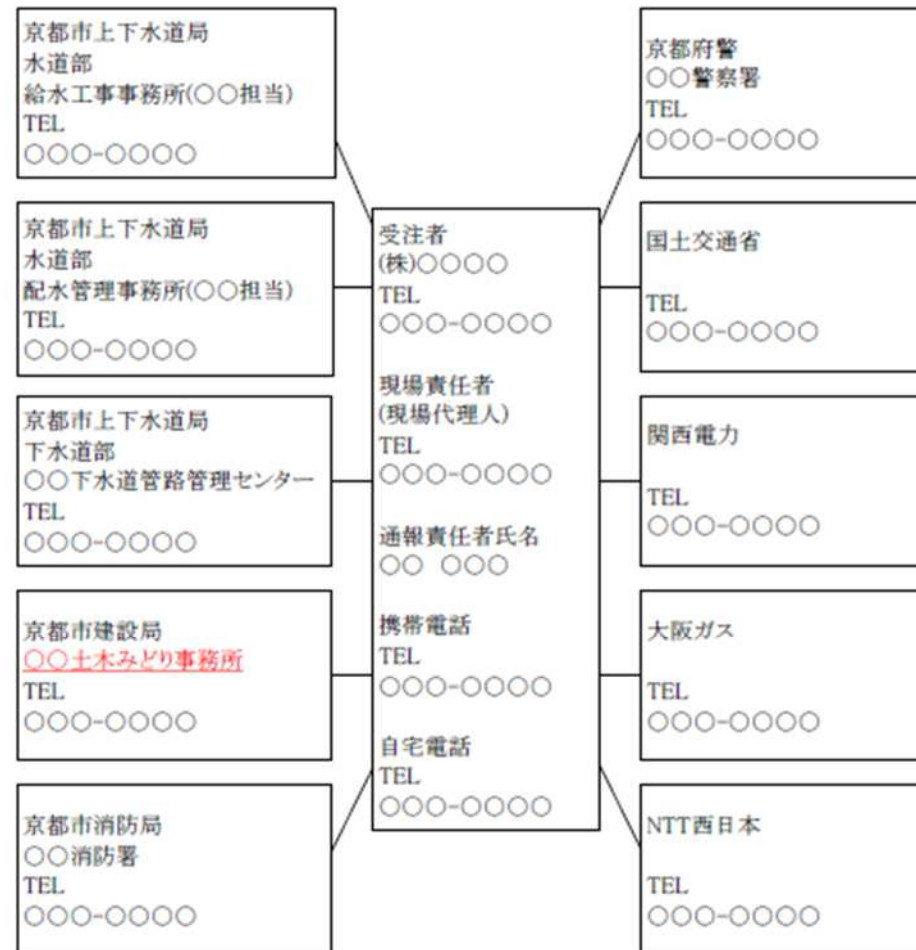 京都市上下水道局
水道部
給水工事事務所(○○担当)
TEL
○○○-○○○○
京都市上下水道局
水道部
配水管理事務所(○○担当)
TEL
○○○-○○○○
京都市上下水道局
下水道部
○○下水道管路管理センター
TEL
○○○-○○○○
京都市建設局
○○土木みどり事務所
TEL
○○○-○○○○
京都市消防局
○○消防署
TEL
○○○-○○○○
受注者
(株)○○○○
TEL
○○○-○○○○
現場責任者
(現場代理人)
TEL
○○○-○○○○
通報責任者氏名
○○ ○○○
携帯電話
TEL
○○○-○○○○
自宅電話
TEL
○○○-○○○○
京都府警
○○警察署
TEL
○○○-○○○○
国土交通省
TEL
○○○-○○○○
関西電力
TEL
○○○-○○○○
大阪ガス
TEL
○○○-○○○○
NTT西日本
TEL
○○○-○○○○